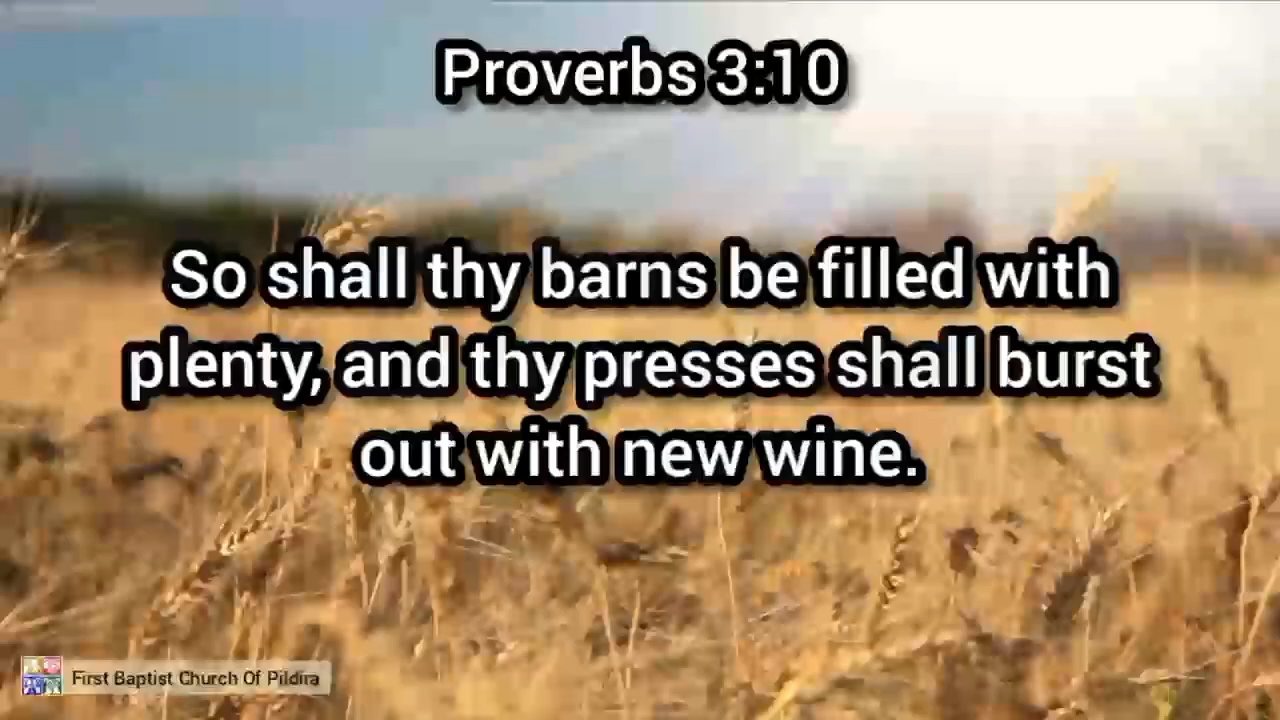 Proverbs 3:10
So shall thy barns be filled with
plenty, and thy presses shall burst
out with new wine.
First Baptist Church Of Pildira